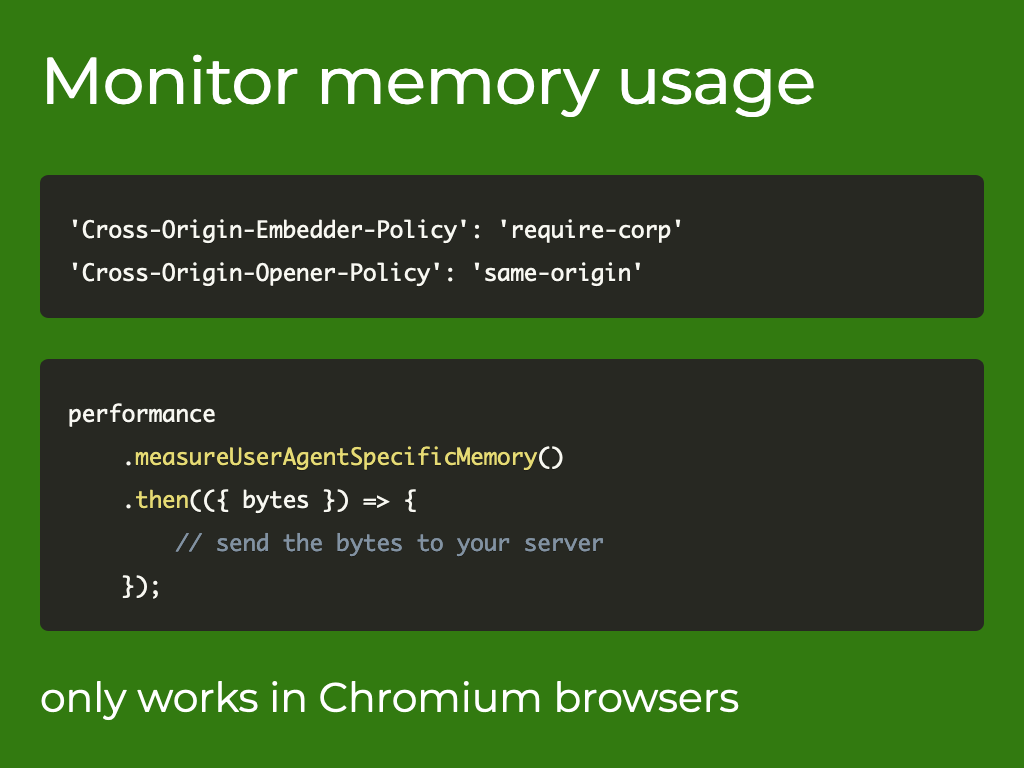 Monitor memory usage
'Cross-Origin-Embedder-Policy': 'require-corp'
'Cross-Origin-Opener-Policy': 'same-origin'
performance
    .measureUserAgentSpecificMemory()
    .then(({ bytes }) => {
        // send the bytes to your server
    });
only works in Chromium browsers